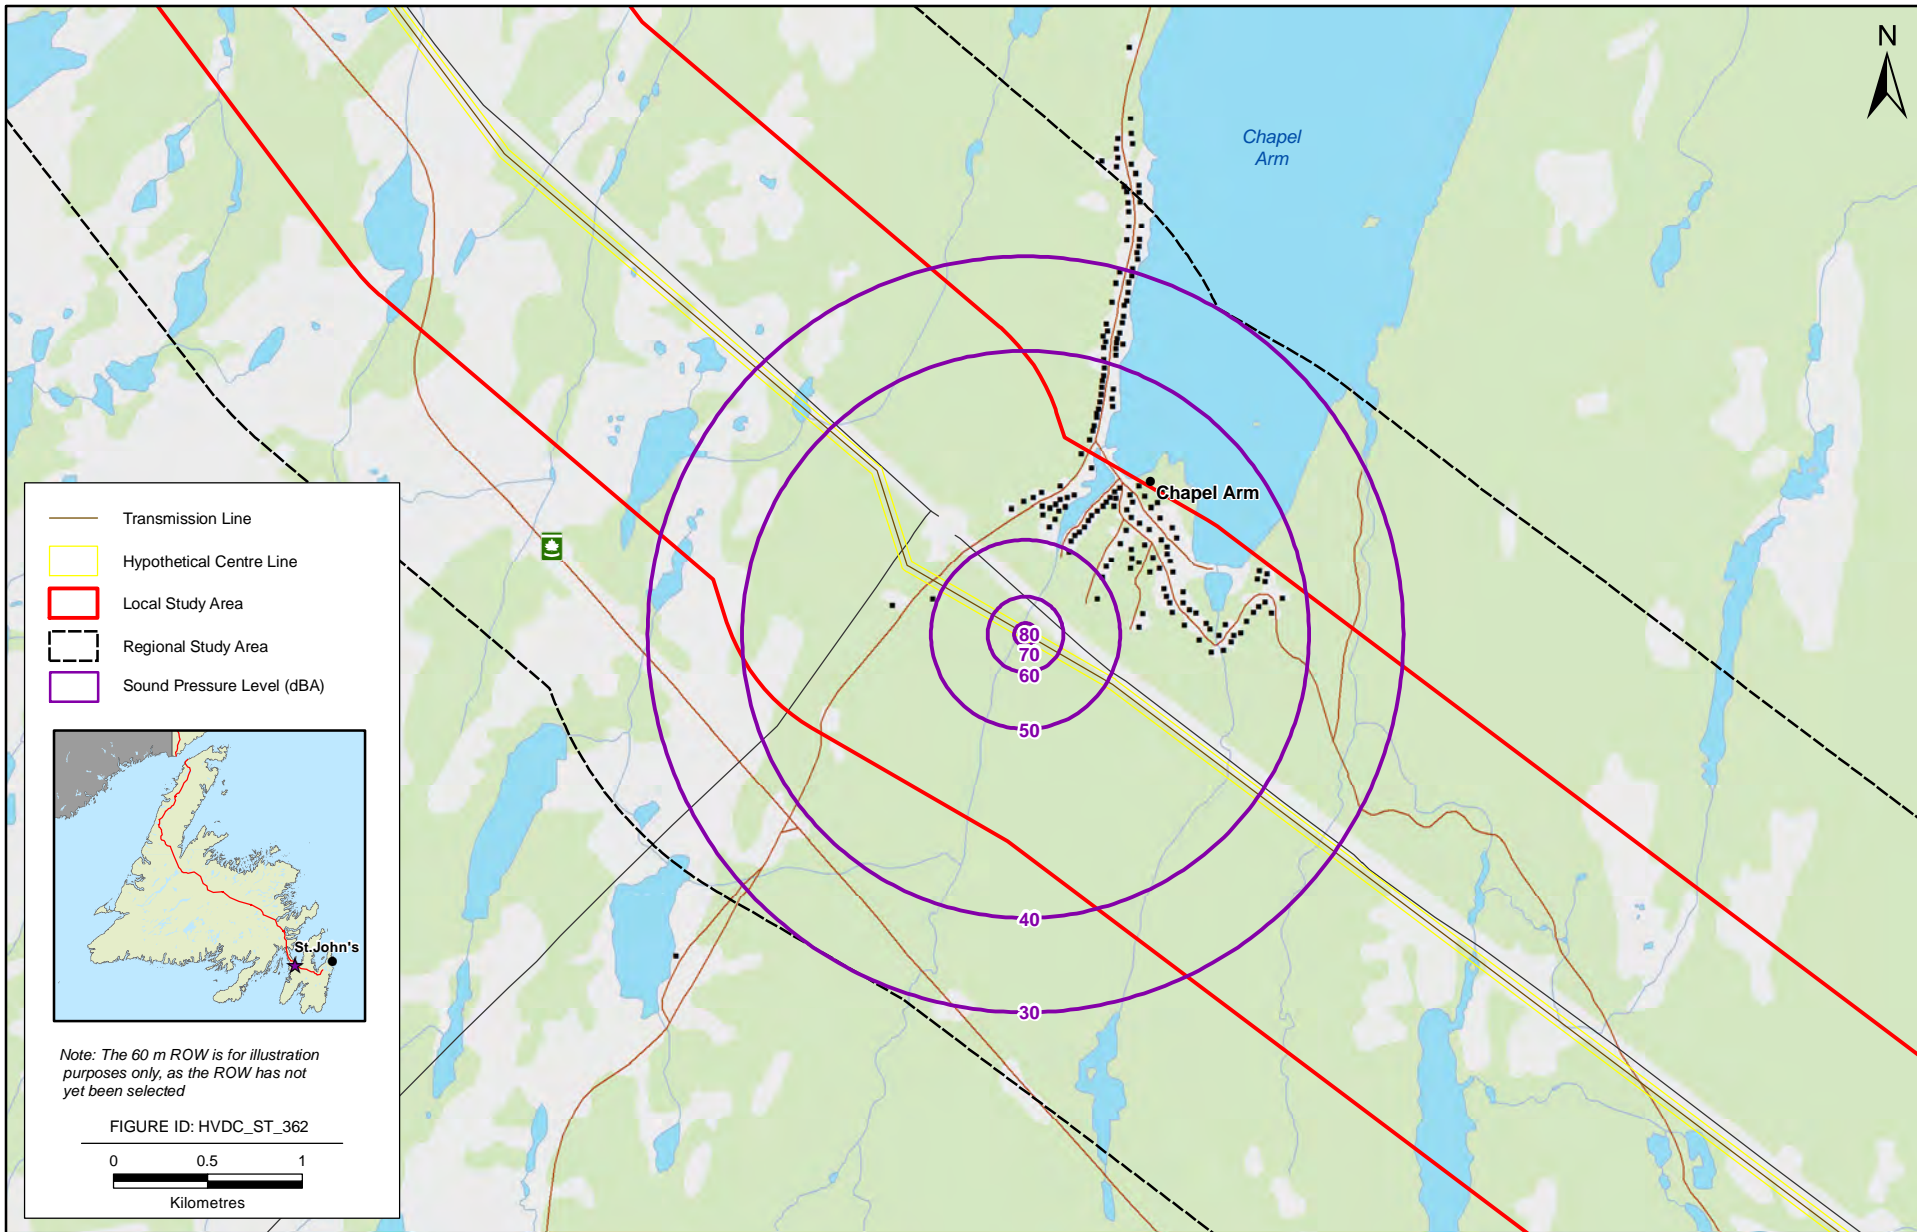 N
Chapel
Arm
Chapel Arm
80
70
60
50
40
30
Transmission Line
Hypothetical Centre Line
Local Study Area
Regional Study Area
Sound Pressure Level (dBA)
St.John's
Note: The 60 m ROW is for illustration
purposes only, as the ROW has not
yet been selected
FIGURE ID: HVDC_ST_362
0 0.5 1
Kilometres